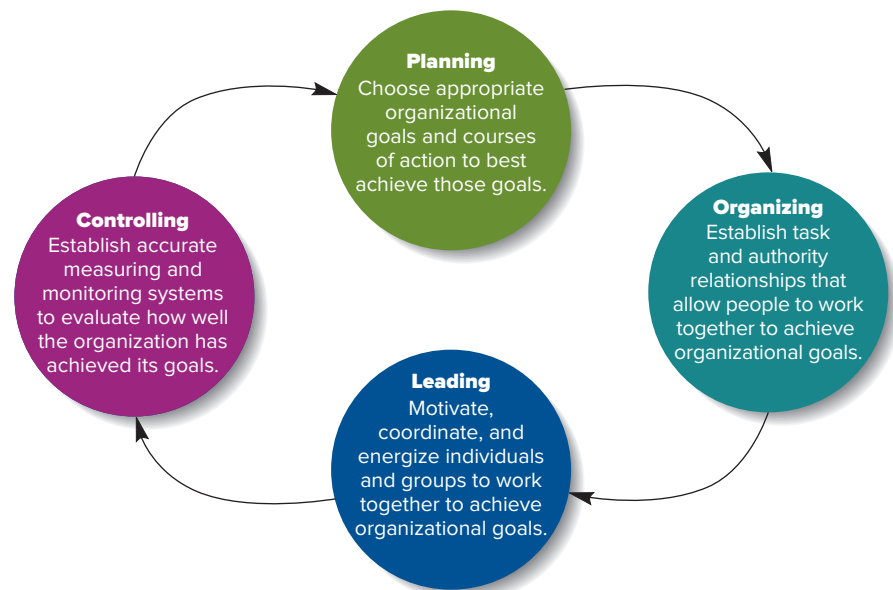 Planning
Choose appropriate
organizational
goals and courses
of action to best
achieve those goals.
Organizing
Establish task
and authority
relationships that
allow people to work
together to achieve
organizational goals.
Leading
Motivate,
coordinate, and
energize individuals
and groups to work
together to achieve
organizational goals.
Controlling
Establish accurate
measuring and
monitoring systems
to evaluate how well
the organization has
achieved its goals.